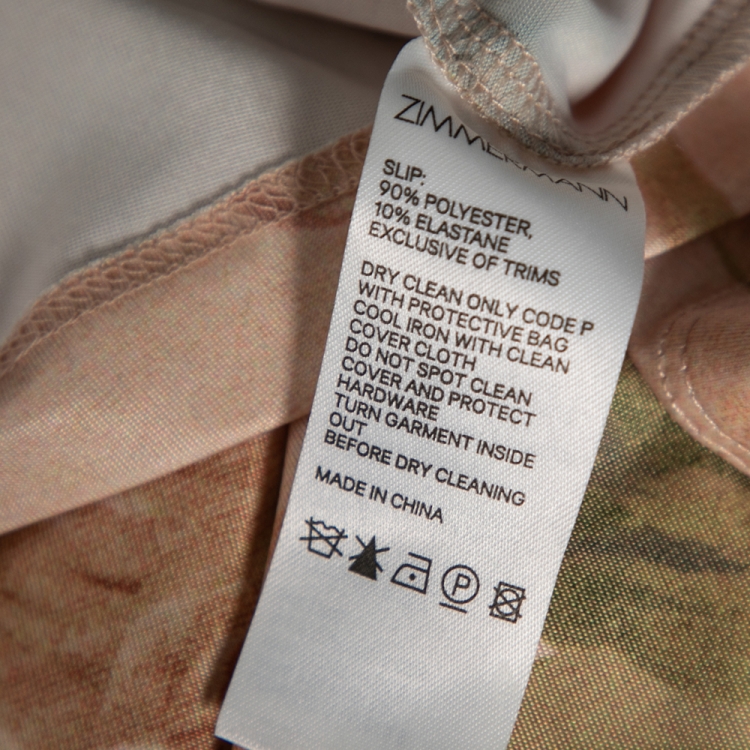 ZIMMERMANN
SLIP:
90% POLYESTER,
10% ELASTANE
EXCLUSIVE OF TRIMS
DRY CLEAN ONLY CODE P
WITH PROTECTIVE BAG
COOL IRON WITH CLEAN
COVER CLOTH
DO NOT SPOT CLEAN
COVER AND PROTECT
HARDWARE
TURN GARMENT INSIDE
OUT
BEFORE DRY CLEANING
MADE IN CHINA
P